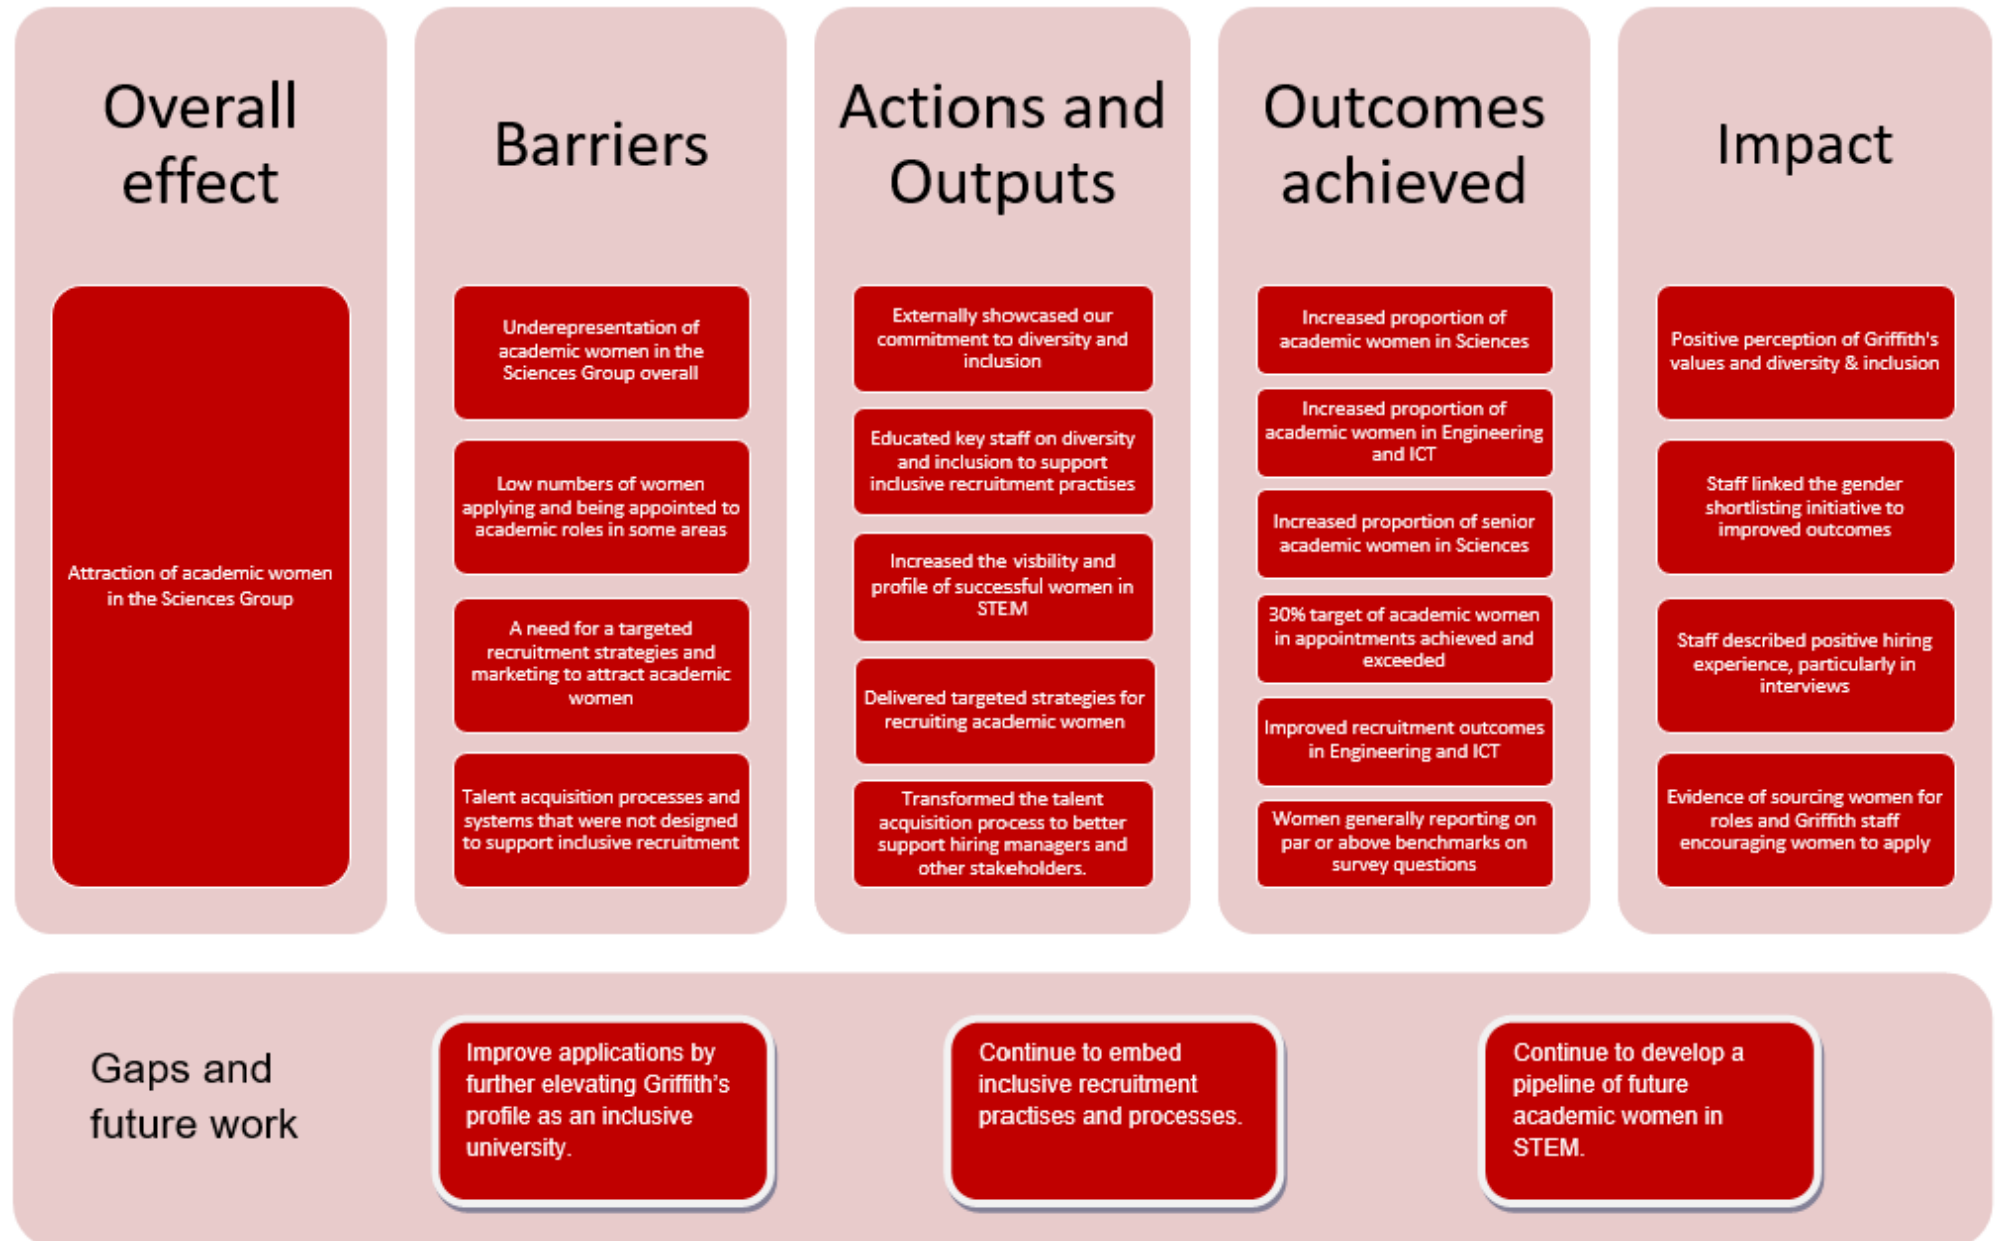 Overall
effect
Attraction of academic women
in the Sciences Group
Barriers
Underepresentation of
academic women in the
Sciences Group overall
Low numbers of women
applying and being appointed to
academic roles in some areas
A need for a targeted
recruitment strategies and
marketing to attract academic
women
Talent acquisition processes and
systems that were not designed
to support inclusive recruitment
Actions and
Outputs
Externally showcased our
commitment to diversity and
inclusion
Educated key staff on diversity
and inclusion to support
inclusive recruitment practises
Increased the visbility and
profile of successful women in
STEM
Delivered targeted strategies for
recruiting academic women
Transformed the talent
acquisition process to better
support hiring managers and
other stakeholders.
Outcomes
achieved
Increased proportion of
academic women in Sciences
Increased proportion of
academic women in Engineering
and ICT
Increased proportion of senior
academic women in Sciences
30% target of academic women
in appointments achieved and
exceeded
Improved recruitment outcomes
in Engineering and ICT
Women generally reporting on
par or above benchmarks on
survey questions
Impact
Positive perception of Griffith's
values and diversity & inclusion
Staff linked the gender
shortlisting initiative to
improved outcomes
Staff described positive hiring
experience, particularly in
interviews
Evidence of sourcing women for
roles and Griffith staff
encouraging women to apply
Gaps and
future work
Improve applications by
further elevating Griffith's
profile as an inclusive
university.
Continue to embed
inclusive recruitment
practises and processes.
Continue to develop a
pipeline of future
academic women in
STEM.